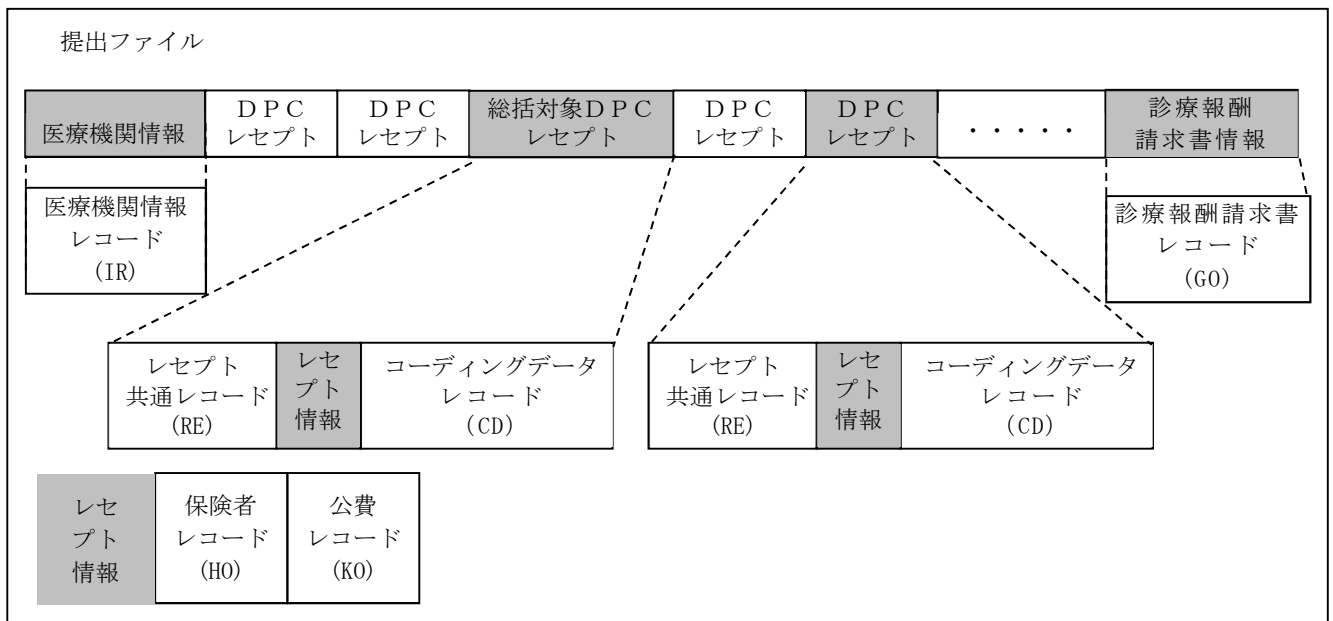 提出ファイル
医療機関情報
ＤＰＣ
レセプト
ＤＰＣ
レセプト
総括対象ＤＰＣ
レセプト
ＤＰＣ
レセプト
ＤＰＣ
レセプト
・・・・・
診療報酬
請求書情報
医療機関情報
レコード
(IR)
診療報酬請求書
レコード
(GO)
レセプト
共通レコード
(RE)
レセ
プト
情報
コーディングデータ
レコード
(CD)
レセプト
共通レコード
(RE)
レセ
プト
情報
コーディングデータ
レコード
(CD)
レセ
プト
情報
保険者
レコード
(HO)
公費
レコード
(KO)